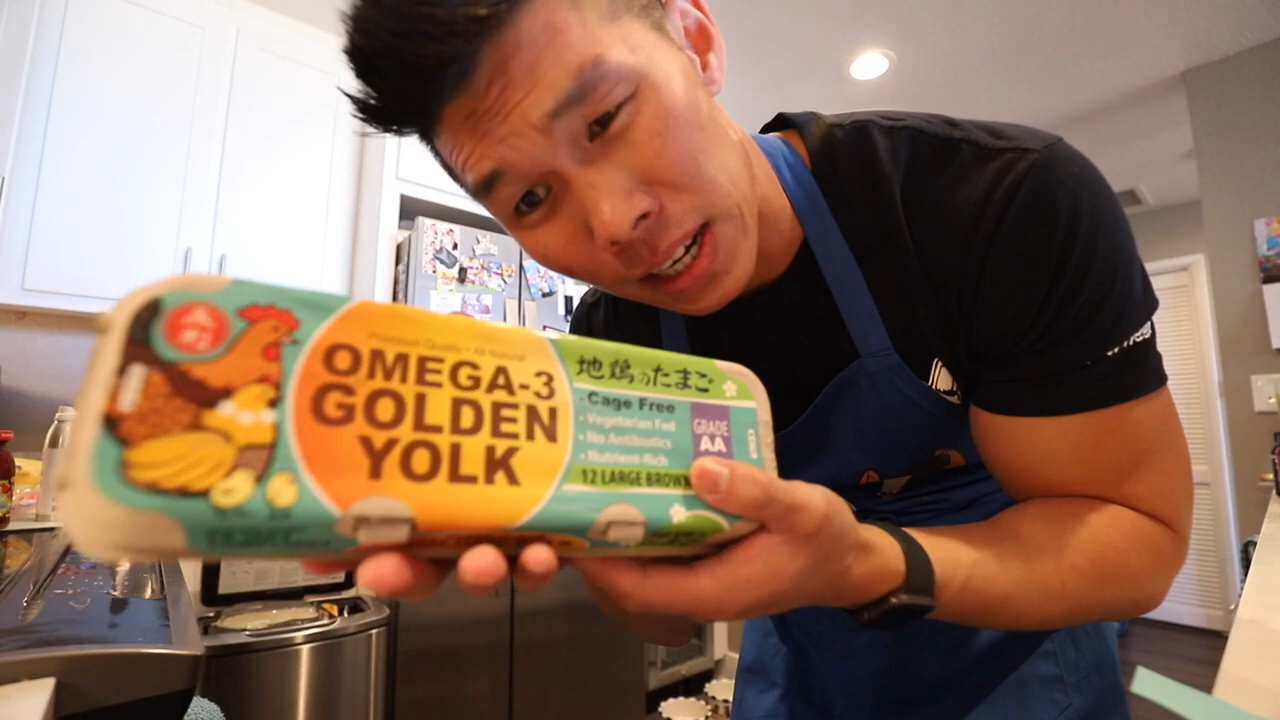 Premium Quality • All Natural
OMEGA-3
GOLDEN
YOLK
地鶏のたまご
• Cage Free
• Vegetarian Fed
• No Antibiotics
• Nutrient-Rich
GRADE
AA
12 LARGE BROWN